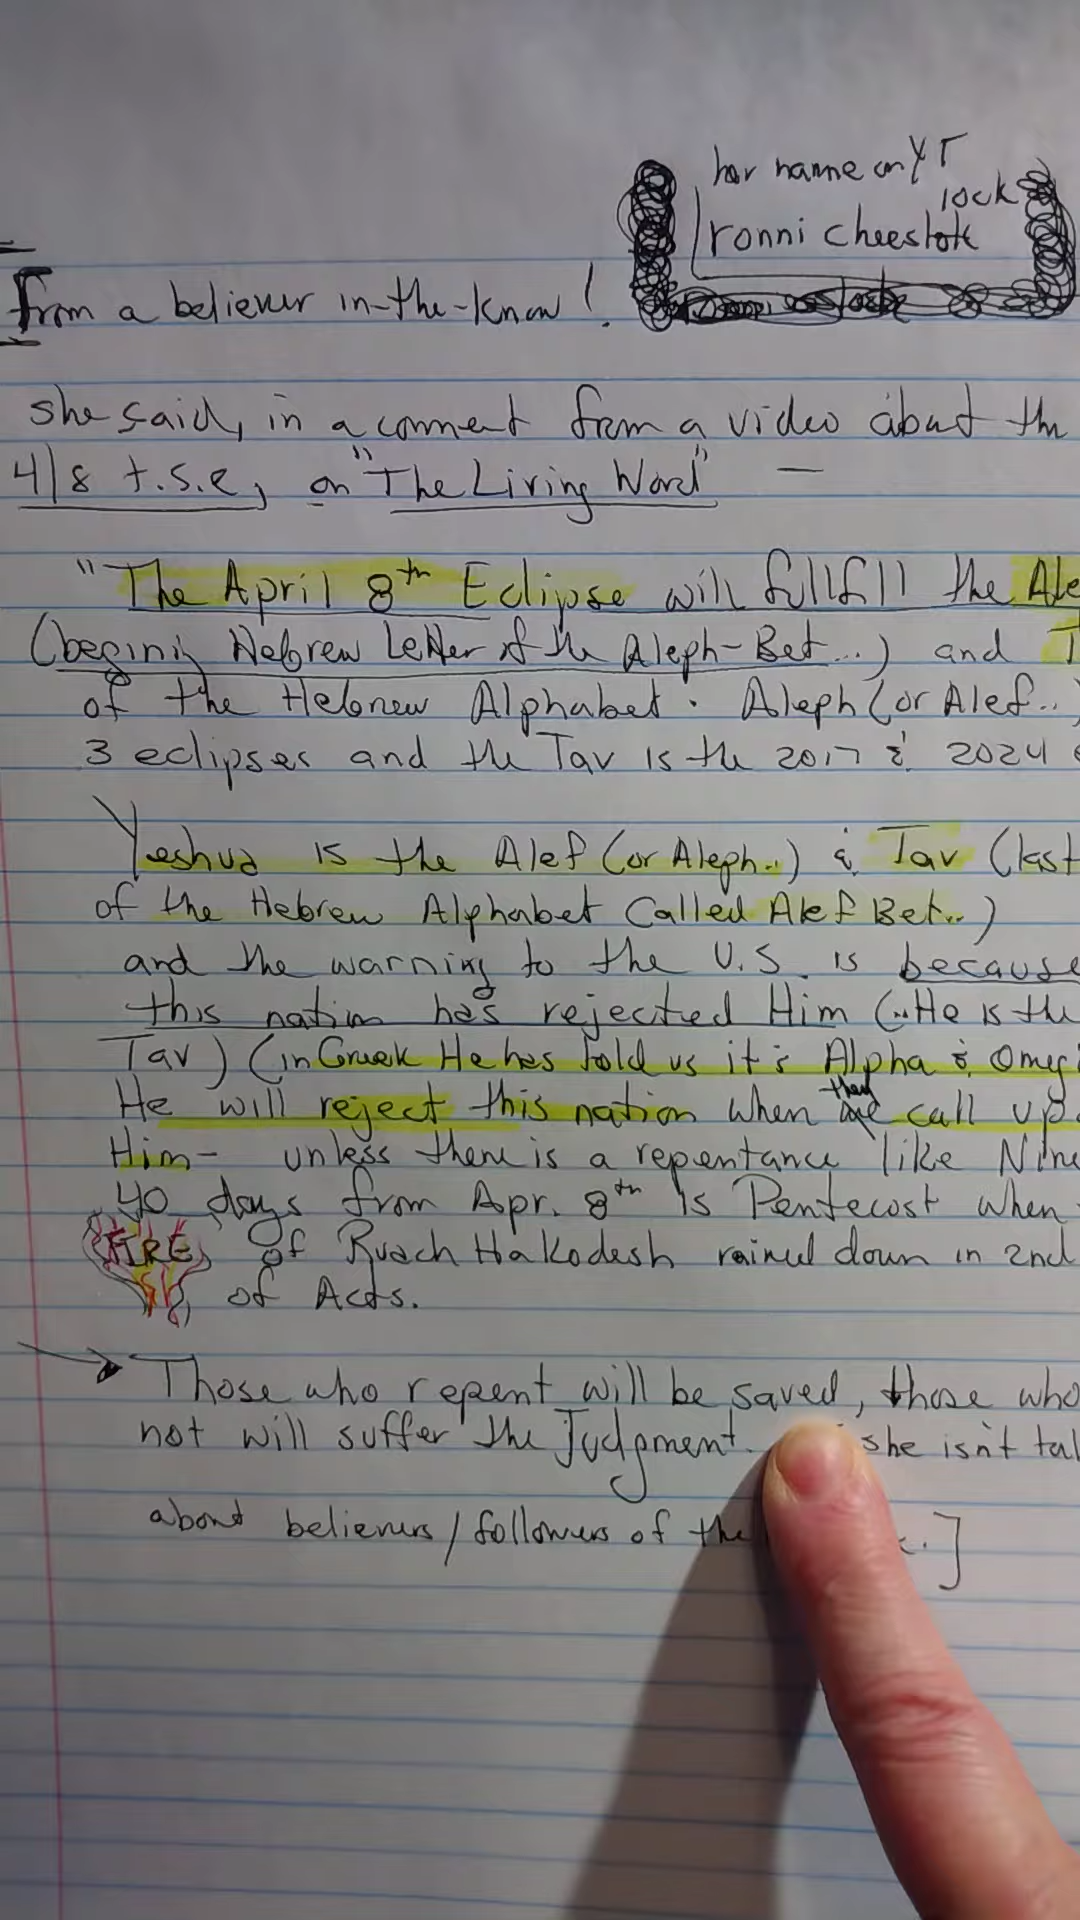 her name on YT
lock
ronni cheestok
From a believer in-the-know!
she said, in a comment from a video about th
4/8 t.s.e, on "The Living Word" —
"The April 8th Eclipse will fullfill the Ale
(begining Hebrew Letter of the Aleph-Bet...) and T
of the Hebrew Alphabet. Aleph (or Alef..)
3 eclipses and the Tav is the 2017 & 2024
Yeshua is the Alef (or Aleph..) & Tav (last
of the Hebrew Alphabet Called Alef Bet..)
and the warning to the U.S. is because
this nation has rejected Him (..He is the
Tav) (in Greek He has told us it's Alpha & Omeg
He will reject this nation when they call up
Him- unless there is a repentance like Nine
40 days from Apr. 8th is Pentecost when
FIRE of Ruach HaKodesh rained down in 2nd
of Acts.
Those who repent will be saved, those who
not will suffer the Judgment. she isn't tal
about believers/followers of the ]